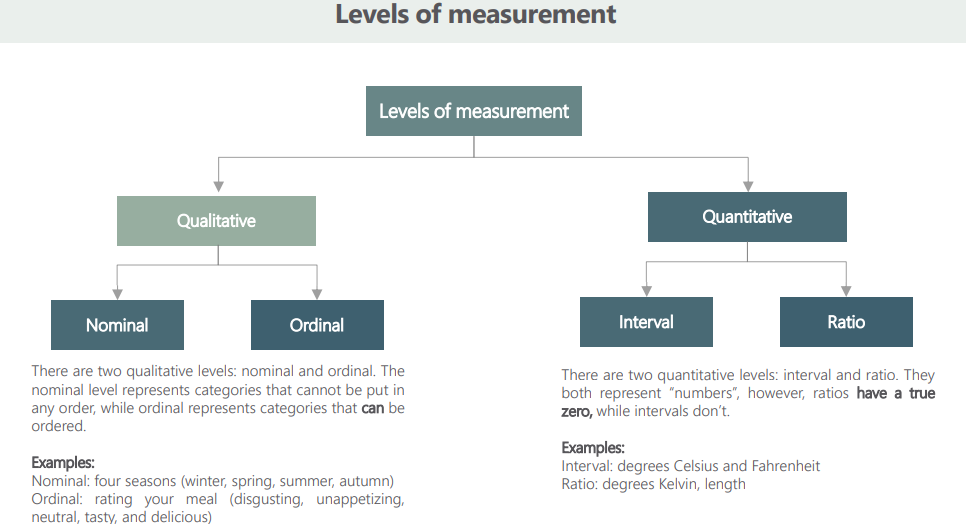 Levels of measurement
Levels of measurement
Qualitative
Quantitative
Nominal
Ordinal
Interval
Ratio
There are two qualitative levels: nominal and ordinal. The
nominal level represents categories that cannot be put in
any order, while ordinal represents categories that can be
ordered.
Examples:
Nominal: four seasons (winter, spring, summer, autumn)
Ordinal: rating your meal (disgusting, unappetizing,
neutral, tasty, and delicious)
There are two quantitative levels: interval and ratio. They
both represent “numbers”, however, ratios have a true
zero, while intervals don’t.
Examples:
Interval: degrees Celsius and Fahrenheit
Ratio: degrees Kelvin, length